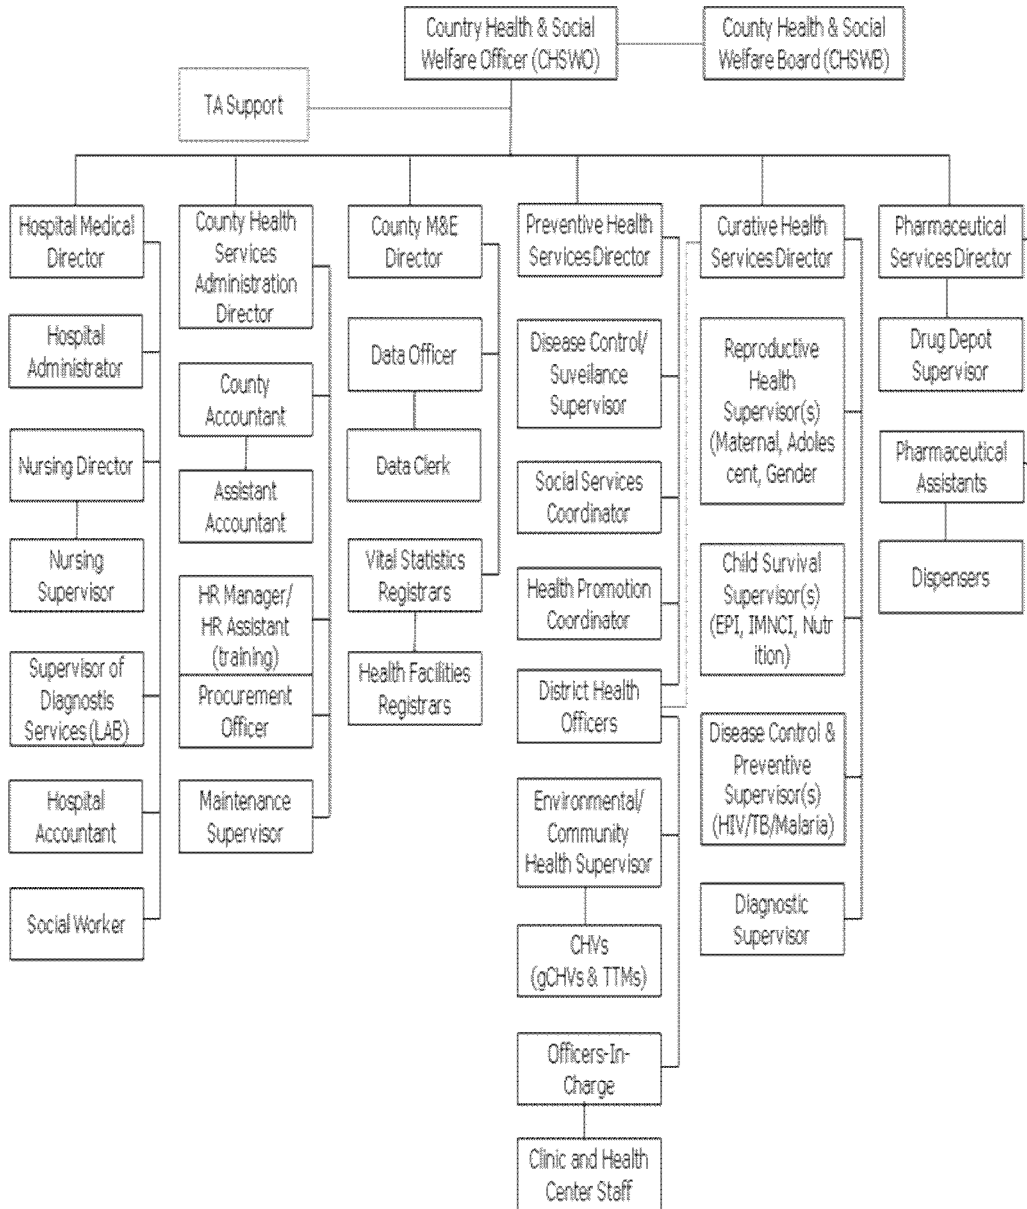 Country Health & Social
Welfare Officer (CHSWO)
County Health & Social
Welfare Board (CHSWB)
TA Support
Hospital Medical
Director
Hospital
Administrator
Nursing Director
Nursing
Supervisor
Supervisor of
Diagnostis
Services (LAB)
Hospital
Accountant
Social Worker
County Health
Services
Administration
Director
County
Accountant
Assistant
Accountant
HR Manager/
HR Assistant
(training)
Procurement
Officer
Maintenance
Supervisor
County M&E
Director
Data Officer
Data Clerk
Vital Statistics
Registrars
Health Facilities
Registrars
Preventive Health
Services Director
Disease Control/
Suveilance
Supervisor
Social Services
Coordinator
Health Promotion
Coordinator
District Health
Officers
Environmental/
Community
Health Supervisor
CHVs
(gCHVs & TTMs)
Officers-In-
Charge
Clinic and Health
Center Staff
Curative Health
Services Director
Reproductive
Health
Supervisor(s)
(Maternal, Adoles
cent, Gender
Child Survival
Supervisor(s)
(EPI, IMNCI, Nutr
ition)
Disease Control &
Preventive
Supervisor(s)
(HIV/TB/Malaria)
Diagnostic
Supervisor
Pharmaceutical
Services Director
Drug Depot
Supervisor
Pharmaceutical
Assistants
Dispensers